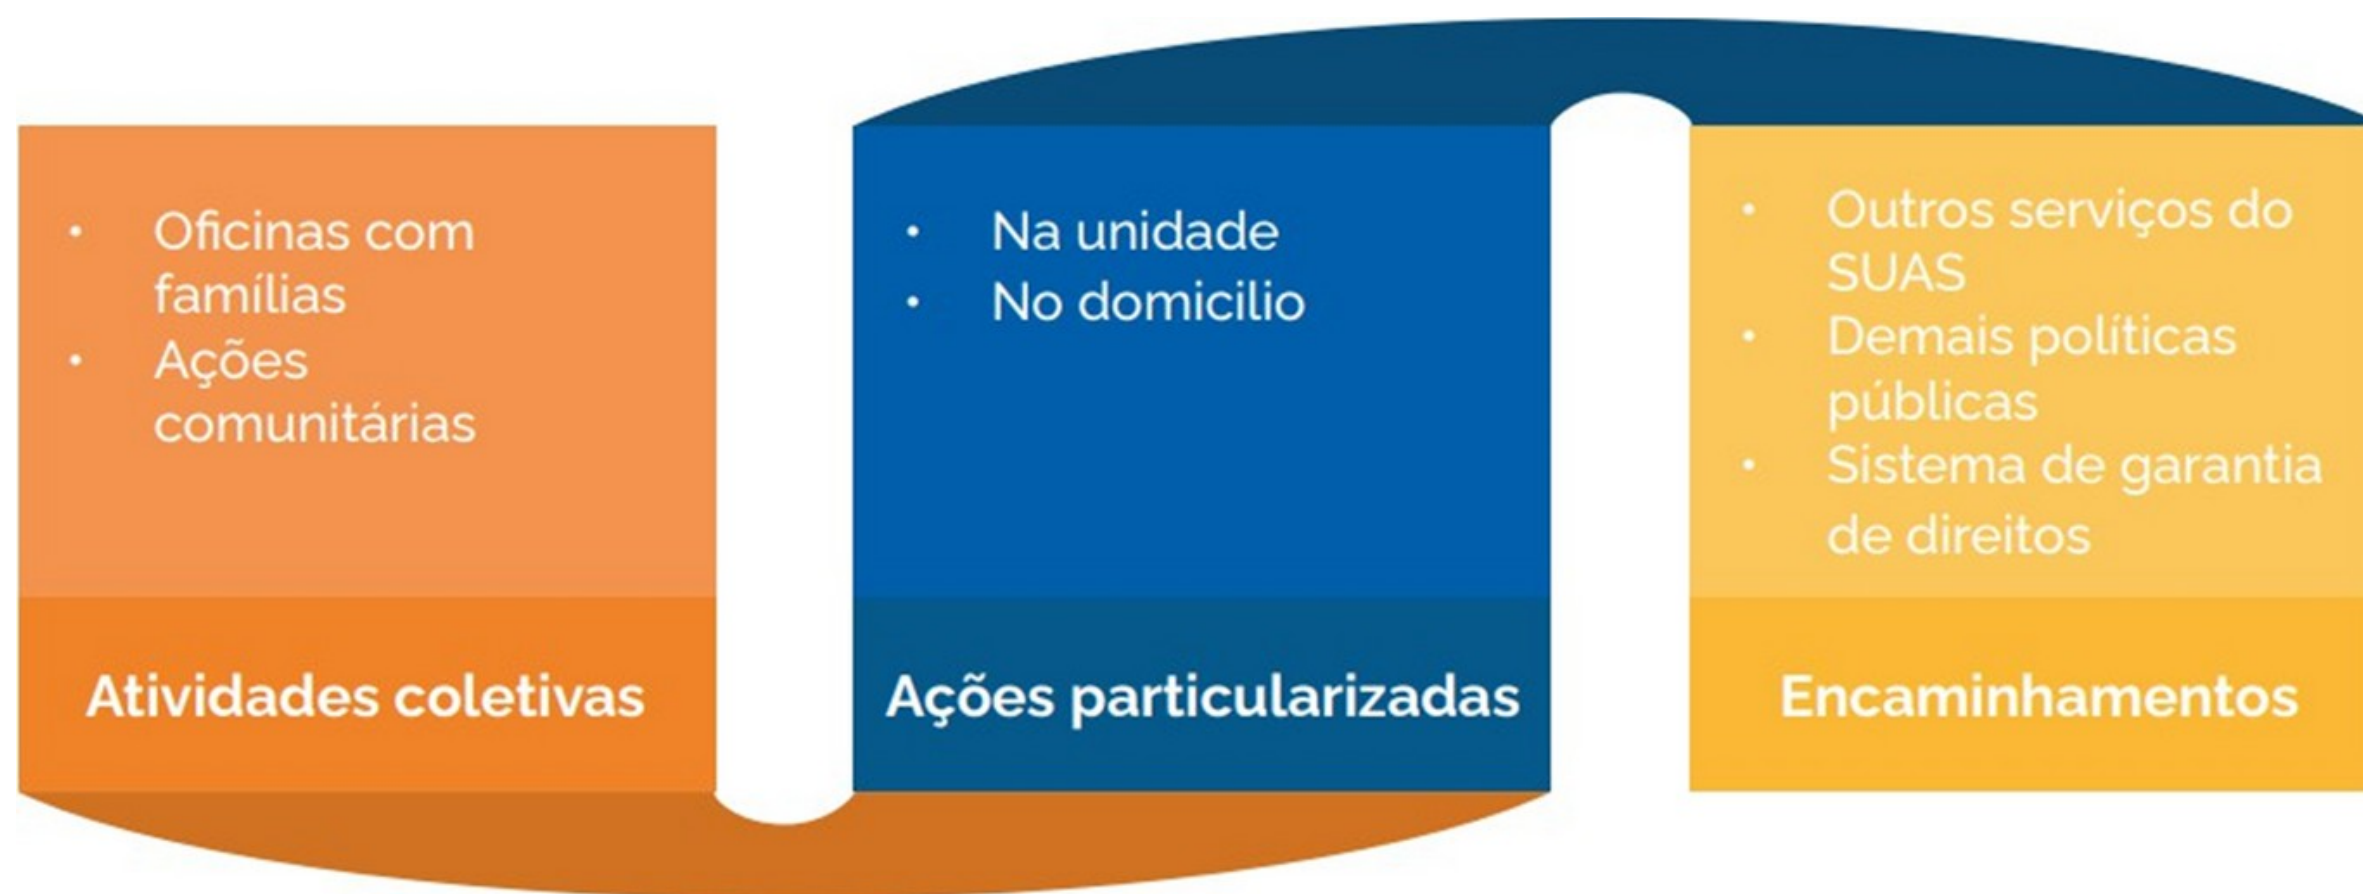 • Oficinas com
famílias
• Ações
comunitárias
Atividades coletivas
• Na unidade
• No domicilio
Ações particularizadas
• Outros serviços do
SUAS
• Demais políticas
públicas
• Sistema de garantia
de direitos
Encaminhamentos